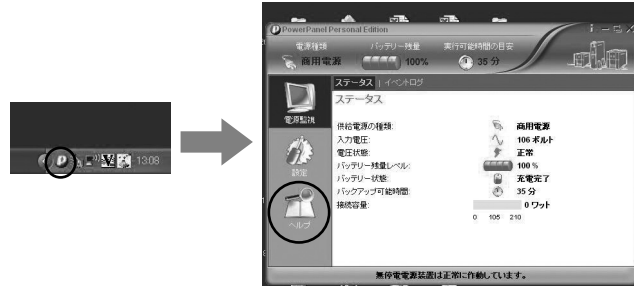 13:08
PowerPanel Personal Edition
電源種類
バッテリー残量
実行可能時間の目安
商用電源
100%
35 分
ステータス | イベントログ
ステータス
電源監視
設定
ヘルプ
供給電源の種類: 商用電源
入力電圧: 106 ボルト
電圧状態: 正常
バッテリー残量レベル: 100 %
バッテリー状態: 充電完了
バックアップ可能時間: 35 分
接続容量: 0 ワット
0 105 210
無停電電源装置は正常に作動しています。